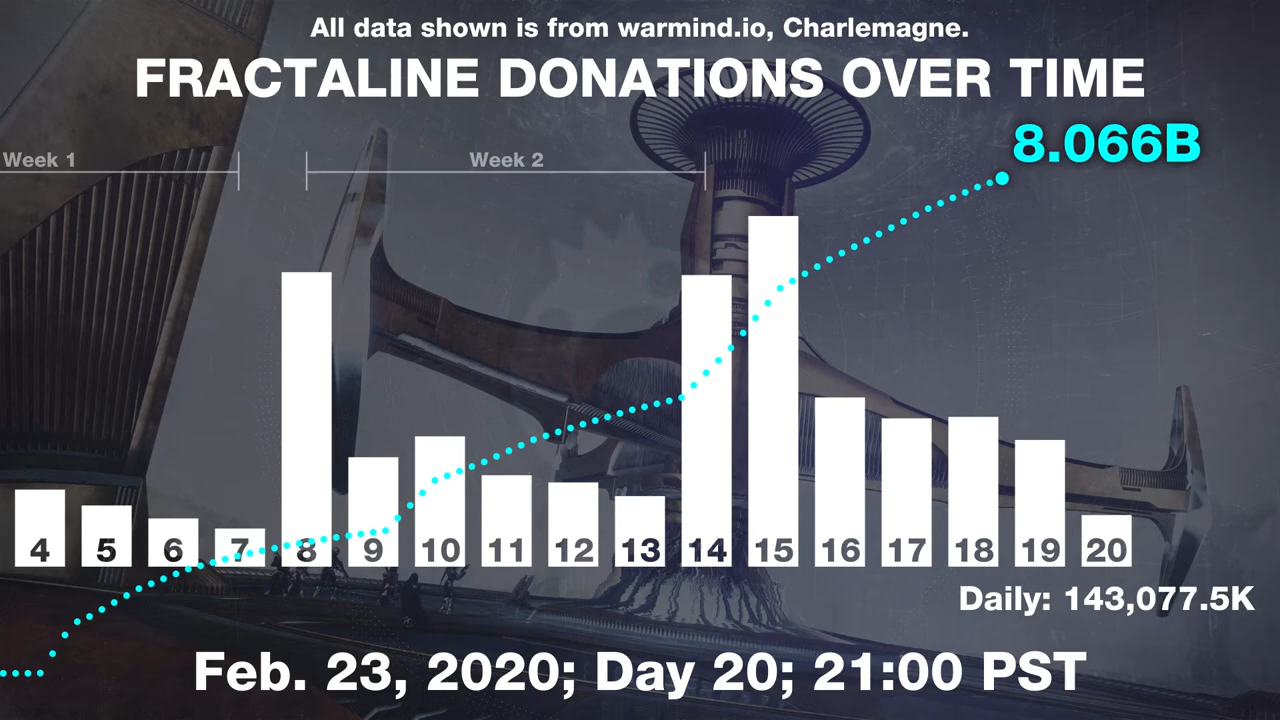 All data shown is from warmind.io, Charlemagne.
FRACTALINE DONATIONS OVER TIME
8.066B
Week 1
Week 2
4 5 6 7 8 9 10 11 12 13 14 15 16 17 18 19 20
Daily: 143,077.5K
Feb. 23, 2020; Day 20; 21:00 PST